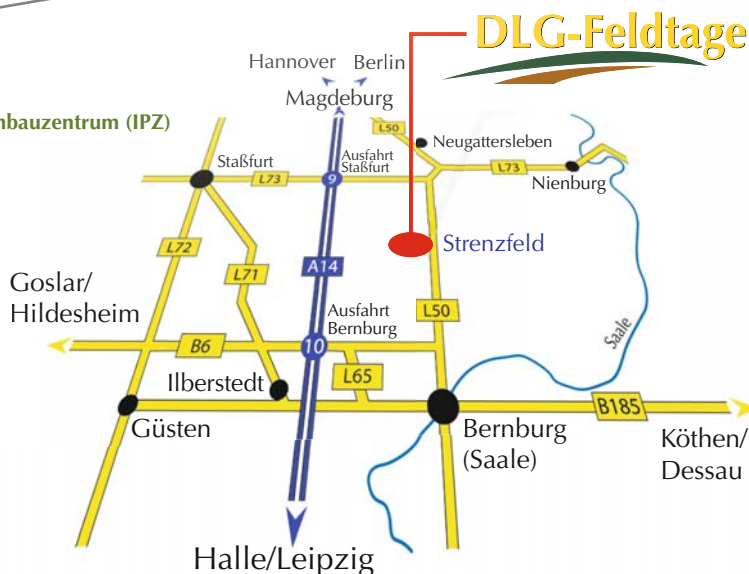 DLG-Feldtage
Hannover Berlin
Magdeburg
nbauzentrum (IPZ)
L50
Neugattersleben
Staßfurt
Ausfahrt
Staßfurt
L73
9
L73
Nienburg
Strenzfeld
L72
L71
A14
Goslar/
Hildesheim
L50
Ausfahrt
Bernburg
Saale
B6
10
L65
Ilberstedt
B185
Güsten
Bernburg
(Saale)
Köthen/
Dessau
Halle/Leipzig